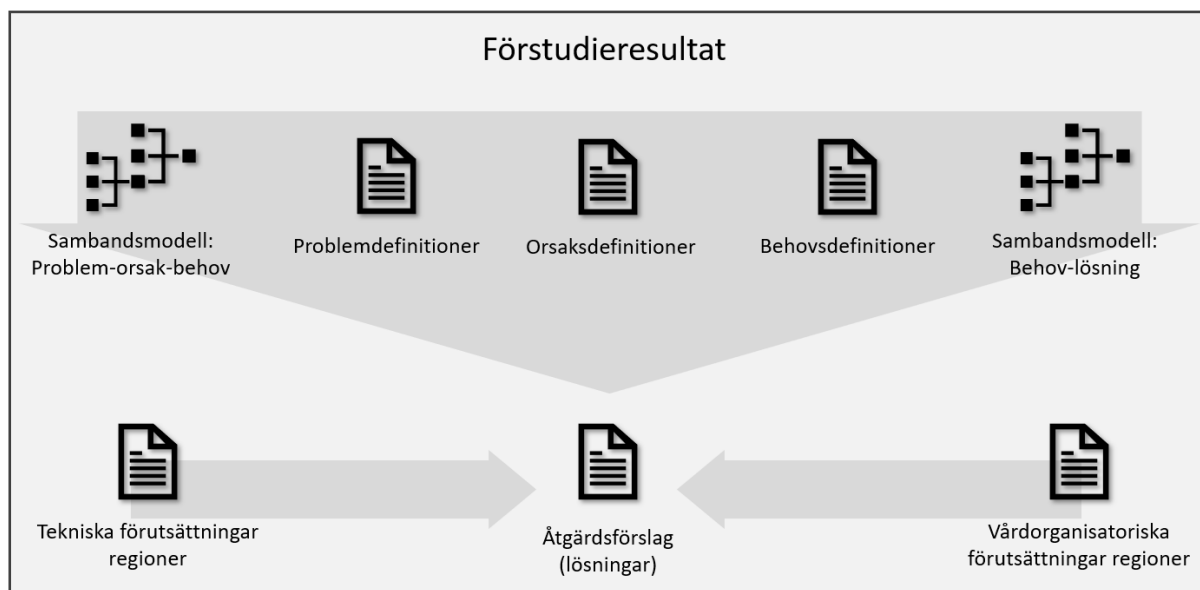 Förstudieresultat
Sambandsmodell:
Problem-orsak-behov
Problemdefinitioner
Orsaksdefinitioner
Behovsdefinitioner
Sambandsmodell:
Behov-lösning
Tekniska förutsättningar
regioner
Åtgärdsförslag
(lösningar)
Vårdorganisatoriska
förutsättningar regioner